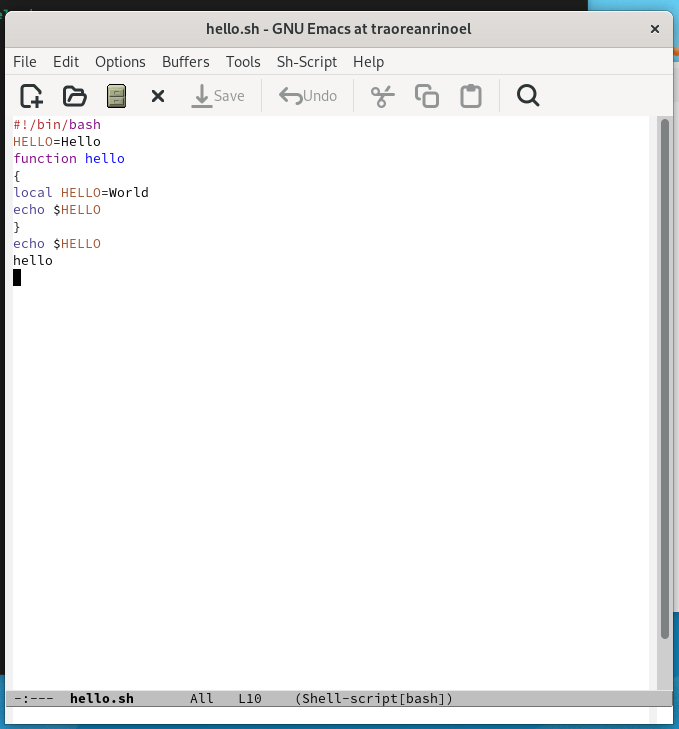 hello.sh - GNU Emacs at traoreanrinoel
File Edit Options Buffers Tools Sh-Script Help
Save Undo
#!/bin/bash
HELLO=Hello
function hello
{
local HELLO=World
echo $HELLO
}
echo $HELLO
hello
-:--- hello.sh All L10 (Shell-script[bash])